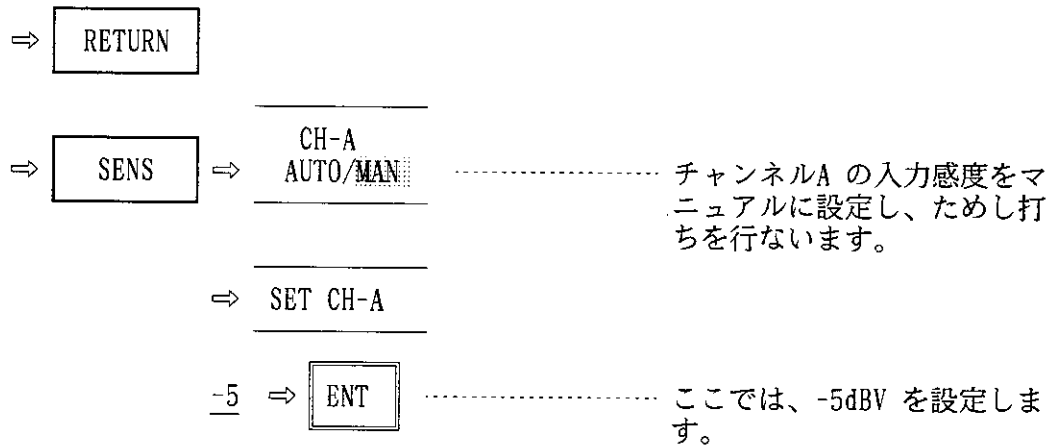 ⇒ RETURN
⇒ SENS ⇒ CH-A
AUTO/MAN ‥‥‥‥ チャンネルA の入力感度をマ
ニュアルに設定し、ためし打
ちを行ないます。
⇒ SET CH-A
-5 ⇒ ENT ‥‥‥‥ ここでは、-5dBV を設定しま
す。